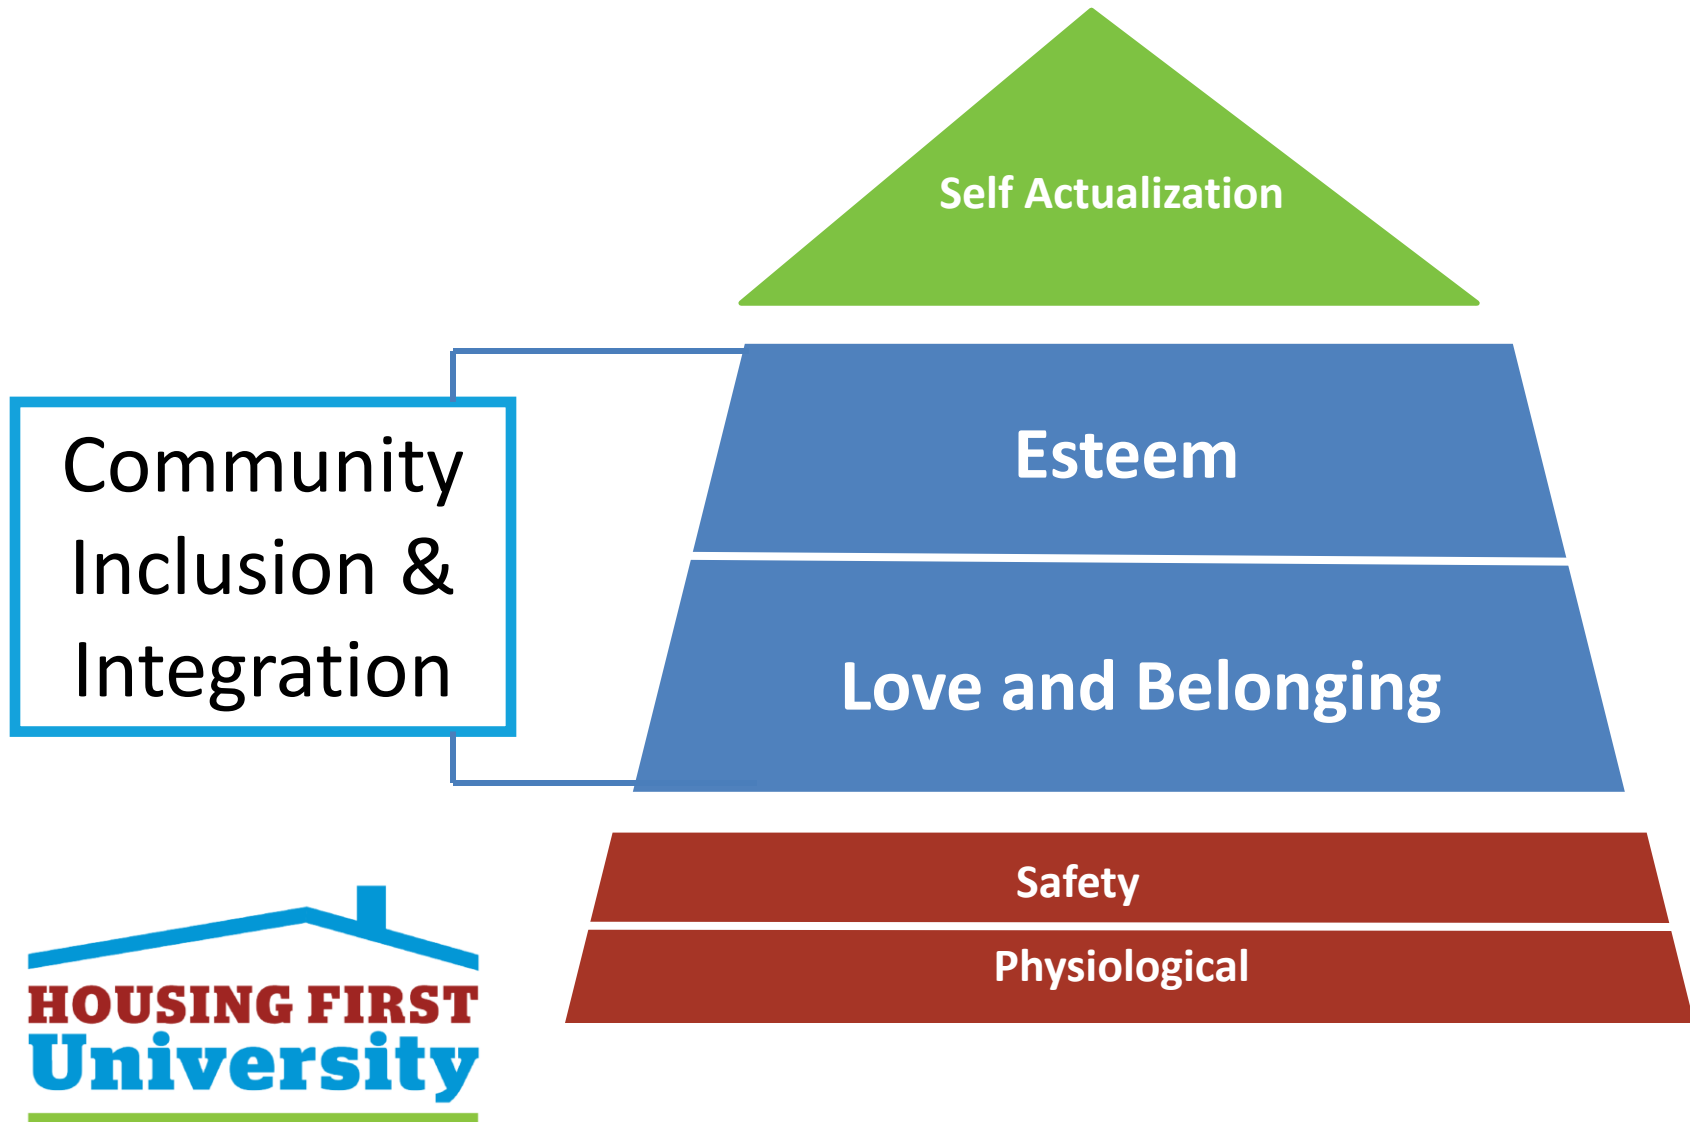 Self Actualization
Community
Inclusion &
Integration
Esteem
Love and Belonging
Safety
Physiological
HOUSING FIRST
University